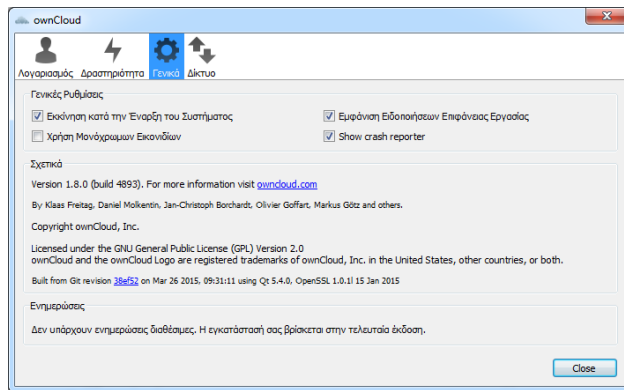 ownCloud
Λογαριασμός Δραστηριότητα Γενικά Δίκτυο
Γενικές Ρυθμίσεις
Εκκίνηση κατά την Έναρξη του Συστήματος
Εμφάνιση Ειδοποιήσεων Επιφάνειας Εργασίας
Χρήση Μονόχρωμων Εικονιδίων
Show crash reporter
Σχετικά
Version 1.8.0 (build 4893). For more information visit owncloud.com
By Klaas Freitag, Daniel Molkentin, Jan-Christoph Borchardt, Olivier Goffart, Markus Götz and others.
Copyright ownCloud, Inc.
Licensed under the GNU General Public License (GPL) Version 2.0
ownCloud and the ownCloud Logo are registered trademarks of ownCloud, Inc. in the United States, other countries, or both.
Built from Git revision 38ef52 on Mar 26 2015, 09:31:11 using Qt 5.4.0, OpenSSL 1.0.1l 15 Jan 2015
Ενημερώσεις
Δεν υπάρχουν ενημερώσεις διαθέσιμες. Η εγκατάστασή σας βρίσκεται στην τελευταία έκδοση.
Close